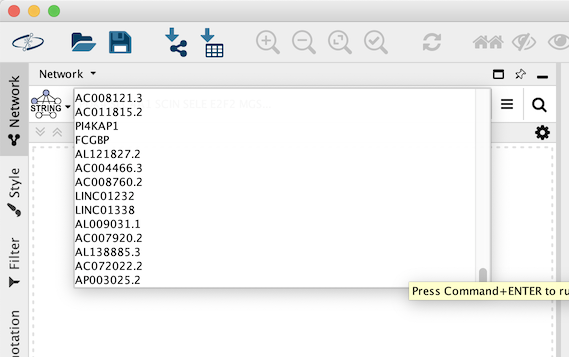 Network
Network
Style
Filter
notation
STRING
AC008121.3
AC011815.2
PI4KAP1
FCGBP
AL121827.2
AC004466.3
AC008760.2
LINC01232
LINC01338
AL009031.1
AC007920.2
AL138885.3
AC072022.2
AP003025.2
Press Command+ENTER to ru